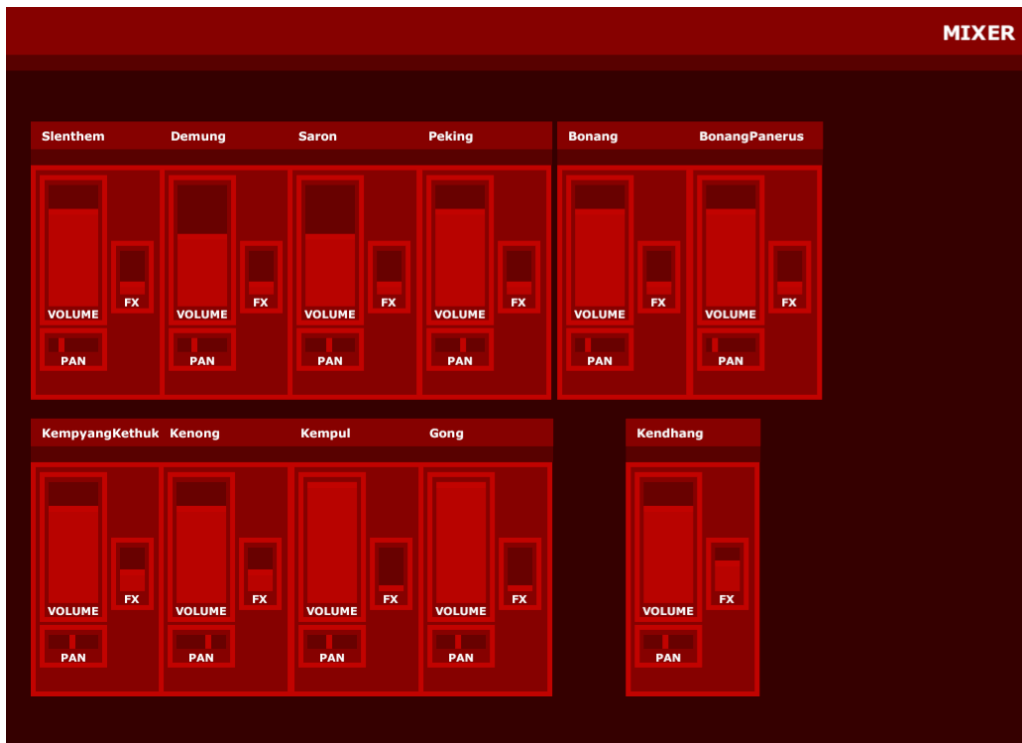 MIXER
Slenthem Demung Saron Peking Bonang BonangPanerus
FX FX FX FX FX FX
VOLUME VOLUME VOLUME VOLUME VOLUME VOLUME
PAN PAN PAN PAN PAN PAN
KempyangKethuk Kenong Kempul Gong Kendhang
FX FX FX FX FX
VOLUME VOLUME VOLUME VOLUME VOLUME
PAN PAN PAN PAN PAN